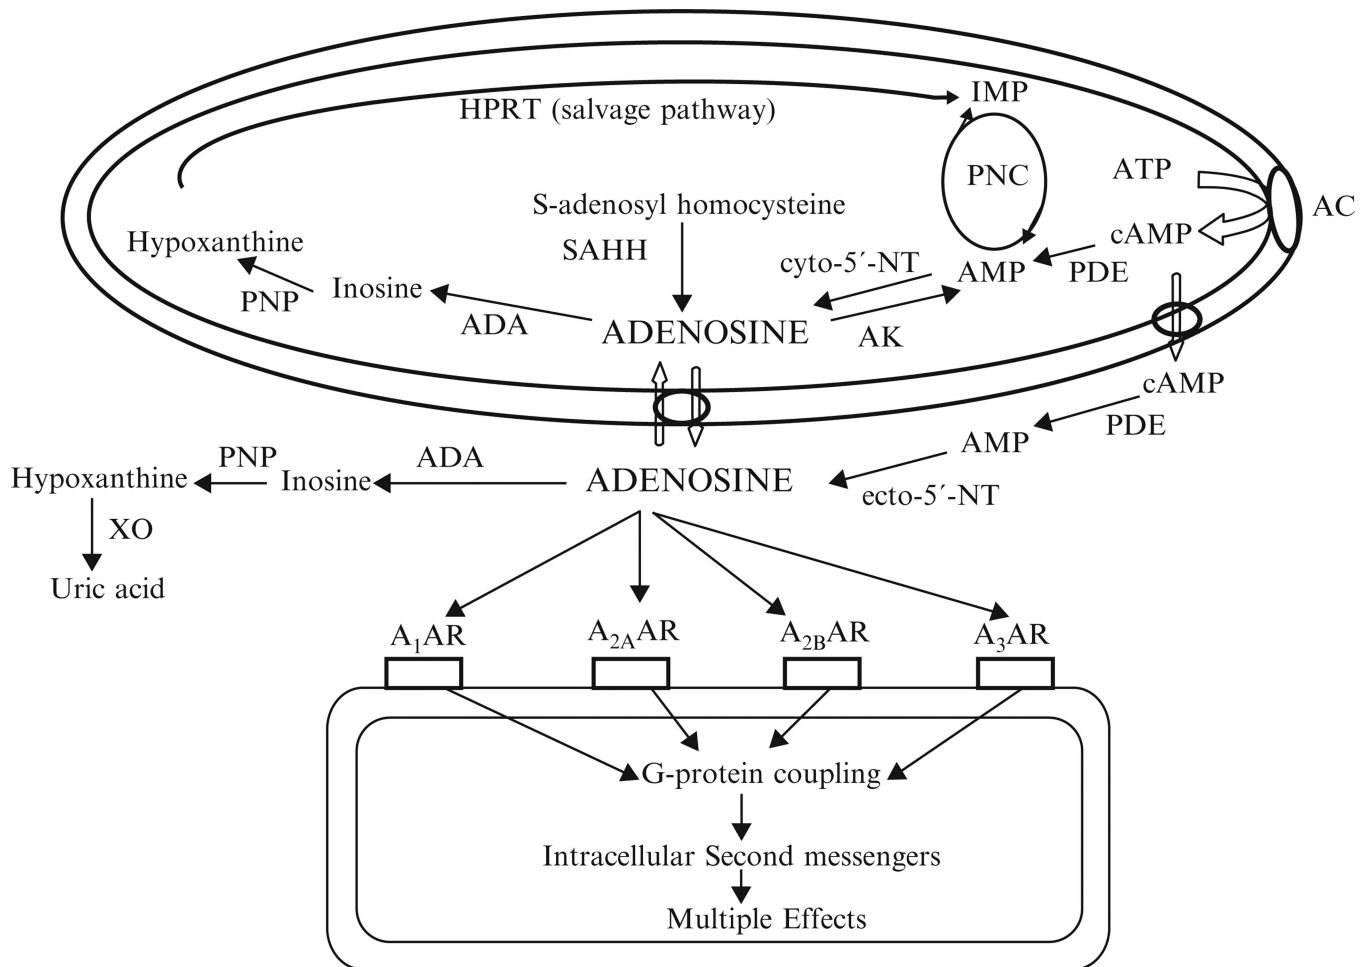 IMP
HPRT (salvage pathway)
PNC
ATP
AC
S-adenosyl homocysteine
Hypoxanthine
SAHH
cyto-5´-NT
cAMP
AMP
PDE
PNP
Inosine
ADA
ADENOSINE
AK
cAMP
PDE
AMP
Hypoxanthine
PNP
Inosine
ADA
ADENOSINE
ecto-5´-NT
XO
Uric acid
A₁AR
A₂AAR
A₂BAR
A₃AR
G-protein coupling
Intracellular Second messengers
Multiple Effects